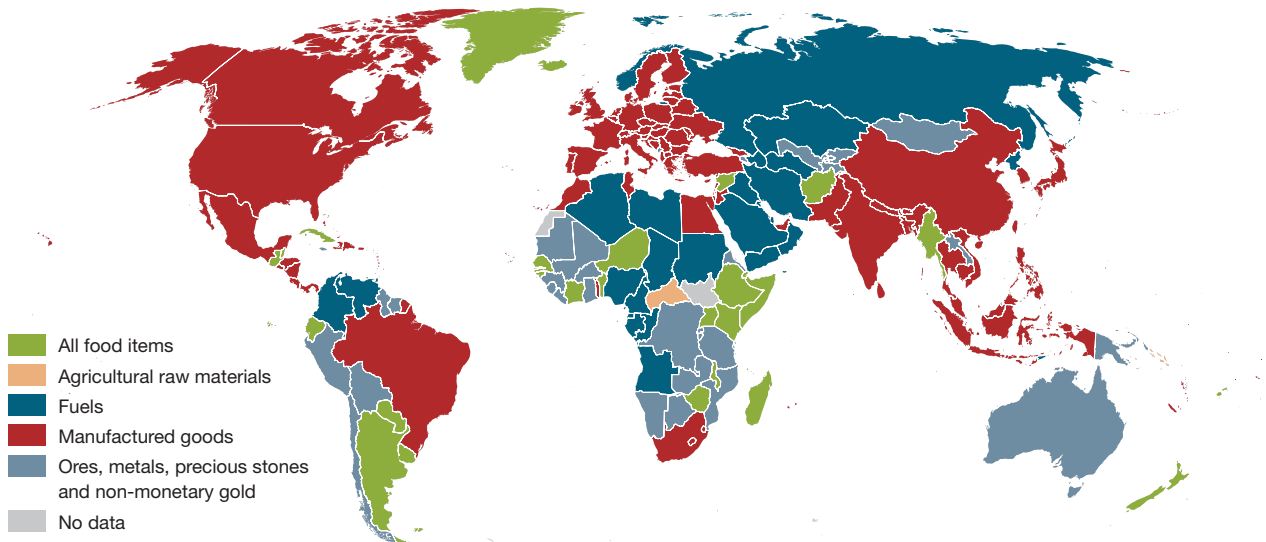 All food items
Agricultural raw materials
Fuels
Manufactured goods
Ores, metals, precious stones
and non-monetary gold
No data